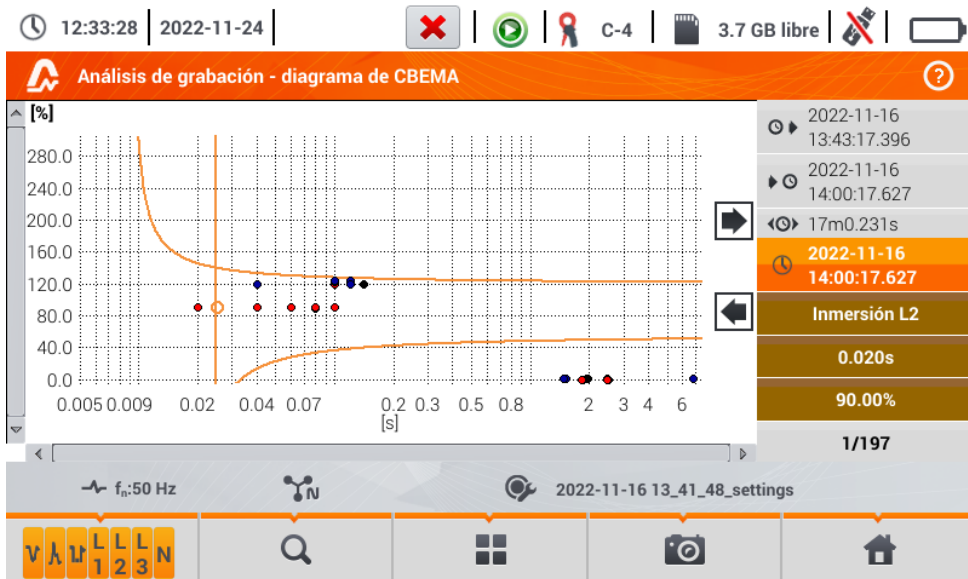 12:33:28 2022-11-24 C-4 3.7 GB libre
Análisis de grabación - diagrama de CBEMA ?
[%]
280.0
240.0
200.0
160.0
120.0
80.0
40.0
0.0
0.005 0.009 0.02 0.04 0.07 0.2 0.3 0.5 0.8 2 3 4 6
[s]
2022-11-16
13:43:17.396
2022-11-16
14:00:17.627
17m0.231s
2022-11-16
14:00:17.627
Inmersión L2
0.020s
90.00%
1/197
fn:50 Hz N 2022-11-16 13_41_48_settings
L1 L2 L3 N